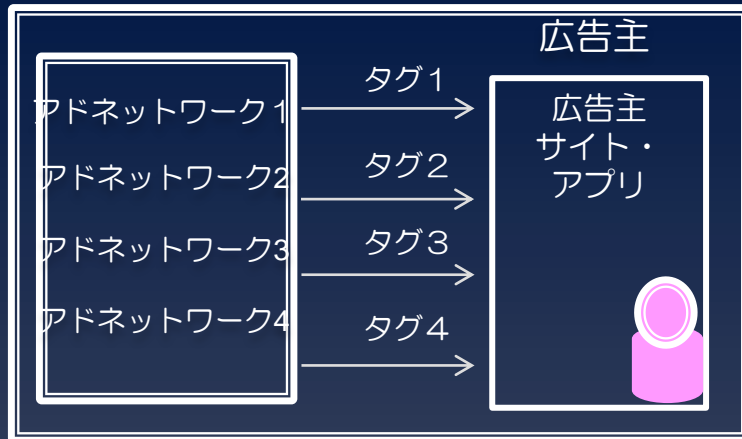 広告主
アドネットワーク１
アドネットワーク2
アドネットワーク3
アドネットワーク4
タグ１
タグ２
タグ３
タグ４
広告主
サイト・
アプリ